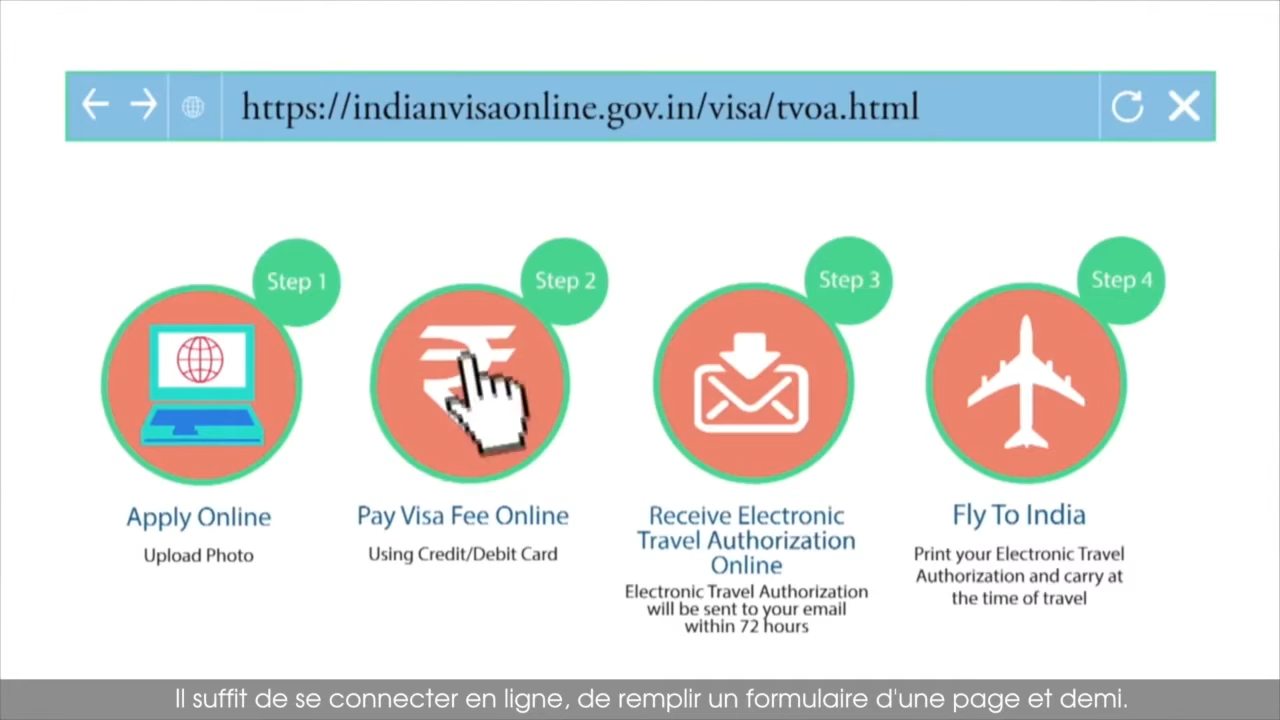 https://indianvisaonline.gov.in/visa/tvoa.html
Step 1
Step 2
Step 3
Step 4
Apply Online
Upload Photo
Pay Visa Fee Online
Using Credit/Debit Card
Receive Electronic
Travel Authorization
Online
Electronic Travel Authorization
will be sent to your email
within 72 hours
Fly To India
Print your Electronic Travel
Authorization and carry at
the time of travel
Il suffit de se connecter en ligne, de remplir un formulaire d'une page et demi.